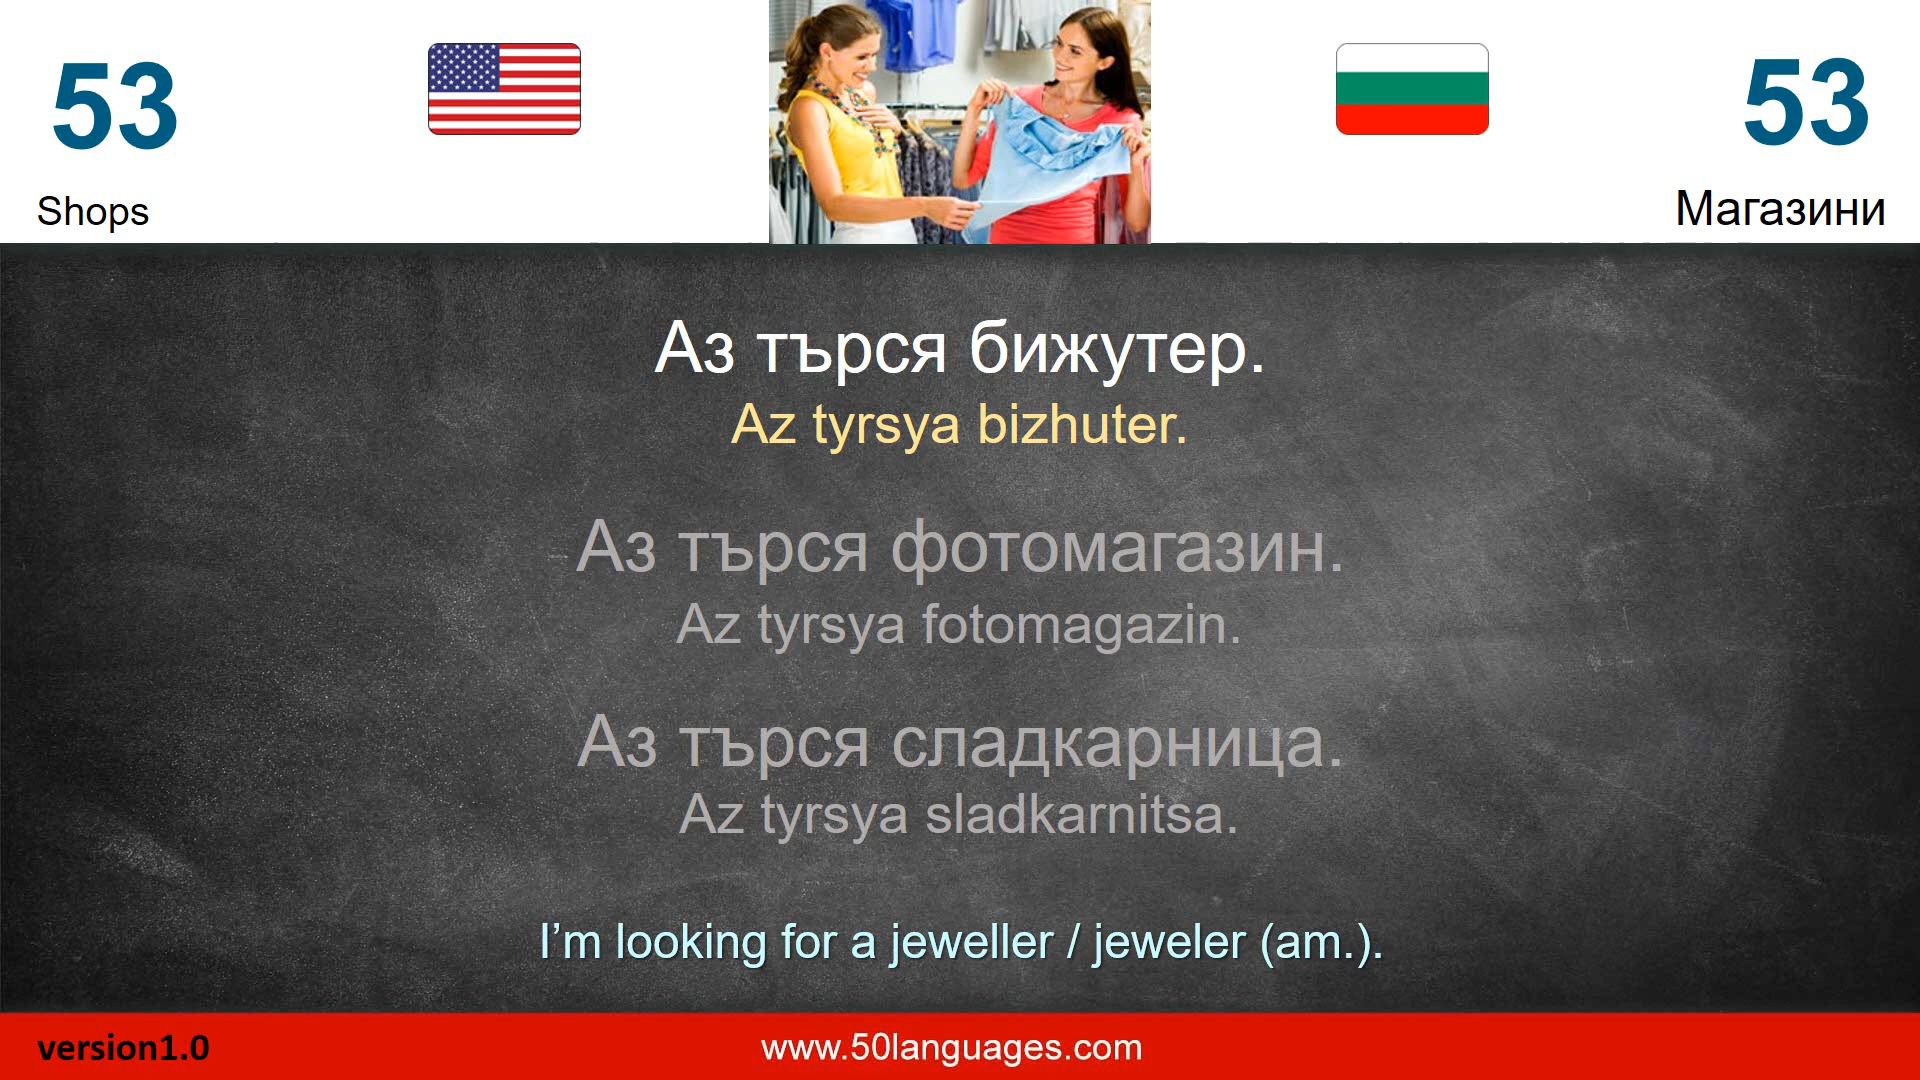 53
53
Shops
Магазини
Аз търся бижутер.
Az tyrsya bizhuter.
Аз търся фотомагазин.
Az tyrsya fotomagazin.
Аз търся сладкарница.
Az tyrsya sladkarnitsa.
I’m looking for a jeweller / jeweler (am.).
version1.0
www.50languages.com